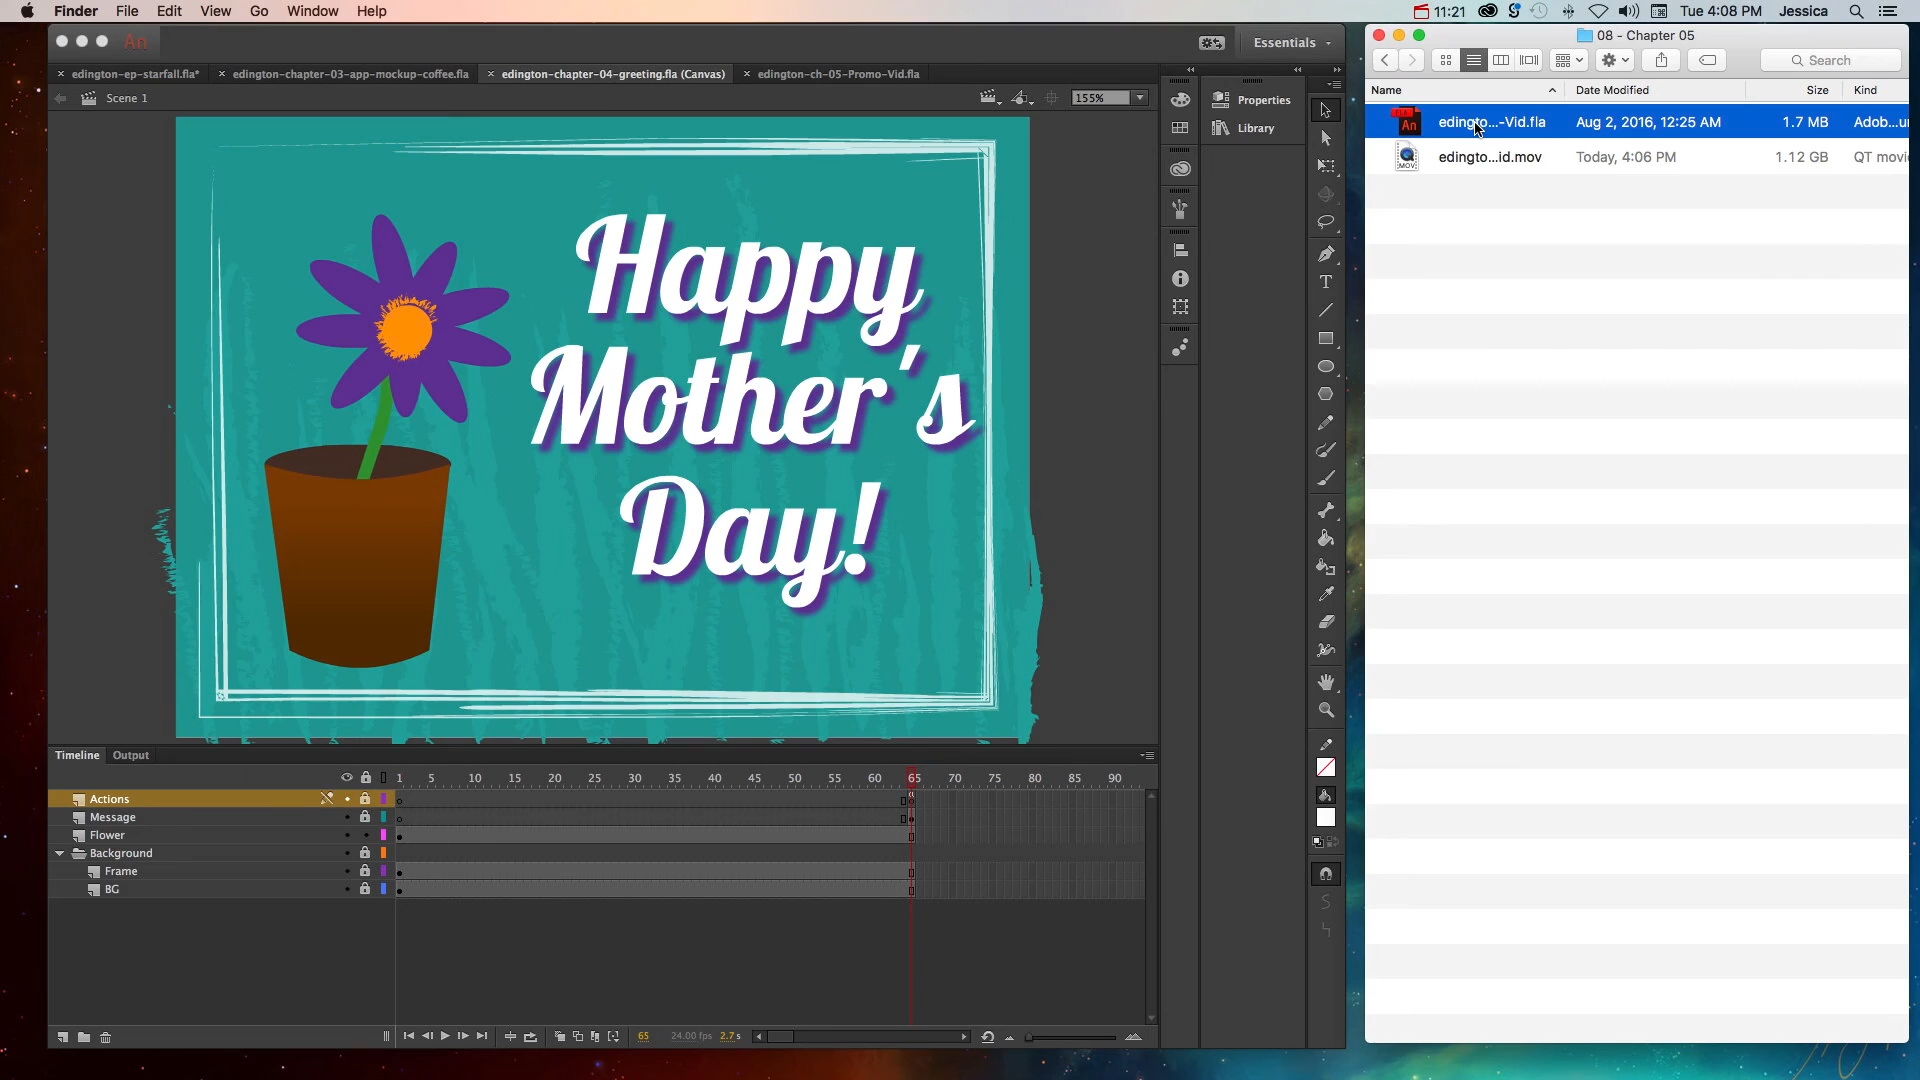 Finder File Edit View Go Window Help
11:21 Tue 4:08 PM Jessica
An Essentials
edington-ep-starfall.fla* edington-chapter-03-app-mockup-coffee.fla edington-chapter-04-greeting.fla (Canvas) edington-ch-05-Promo-Vid.fla
Scene 1 155%
Properties
Library
Happy
Mother's
Day!
Timeline Output
1 5 10 15 20 25 30 35 40 45 50 55 60 65 70 75 80 85 90
Actions
Message
Flower
Background
Frame
BG
65 24.00 fps 2.7 s
08 - Chapter 05
Search
Name Date Modified Size Kind
An edingto...-Vid.fla Aug 2, 2016, 12:25 AM 1.7 MB Adob...u
MOV edingto...id.mov Today, 4:06 PM 1.12 GB QT movi